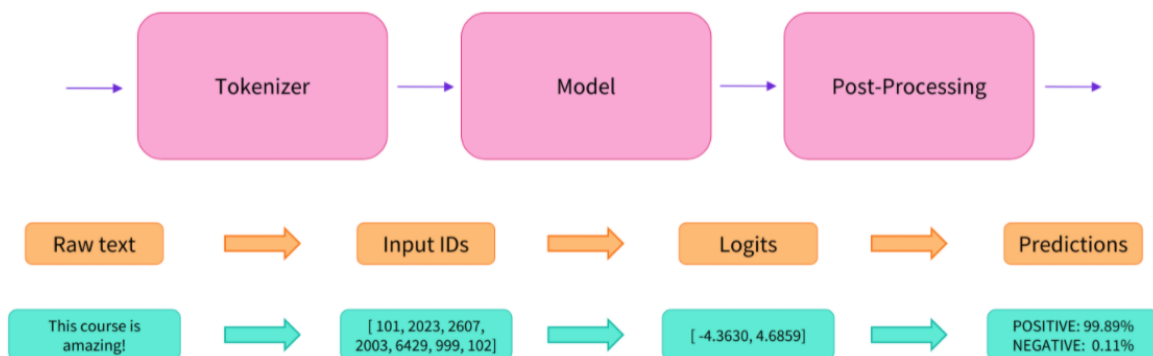 Tokenizer
Model
Post-Processing
Raw text
Input IDs
Logits
Predictions
This course is
amazing!
[ 101, 2023, 2607,
2003, 6429, 999, 102]
[ -4.3630, 4.6859]
POSITIVE: 99.89%
NEGATIVE: 0.11%